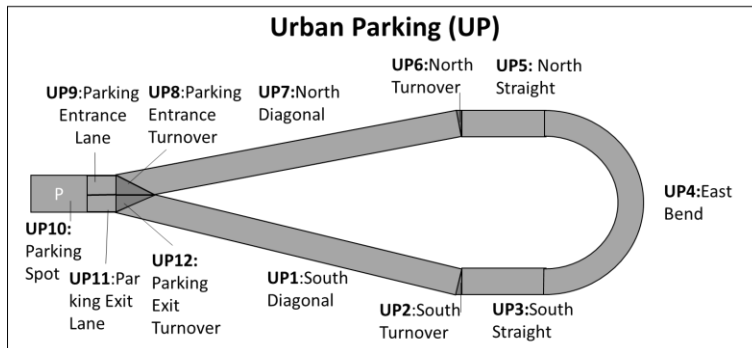 Urban Parking (UP)
UP9:Parking
Entrance
Lane
UP8:Parking
Entrance
Turnover
UP7:North
Diagonal
UP6:North
Turnover
UP5: North
Straight
P
UP4:East
Bend
UP10:
Parking
Spot
UP11:Par
king Exit
Lane
UP12:
Parking
Exit
Turnover
UP1:South
Diagonal
UP2:South
Turnover
UP3:South
Straight